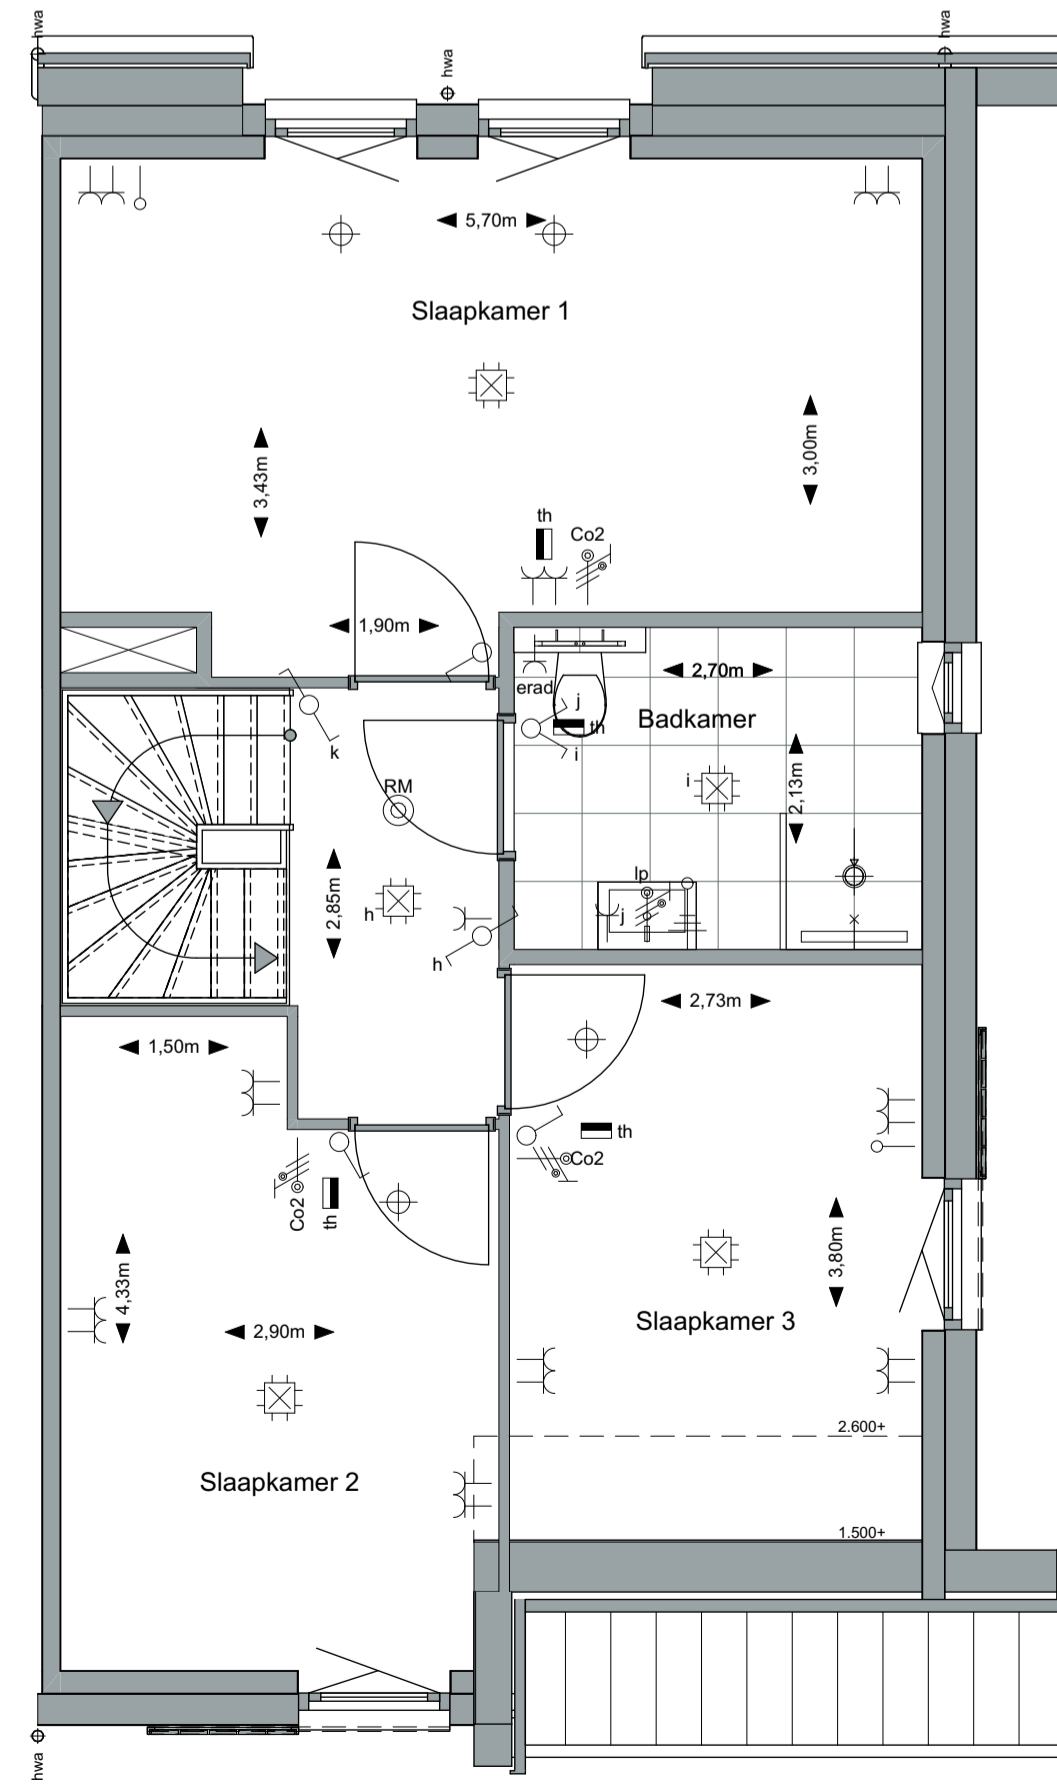 hwa
hwa
hwa
5,70m
Slaapkamer 1
3,43m
3,00m
th
Co2
1,90m
2,70m
erad
j
Badkamer
th
k
i
RM
i
2,13m
2,85m
lp
h
j
h
2,73m
1,50m
th
Co2
Co2
th
4,33m
3,80m
2,90m
Slaapkamer 3
2.600+
Slaapkamer 2
1.500+
hwa